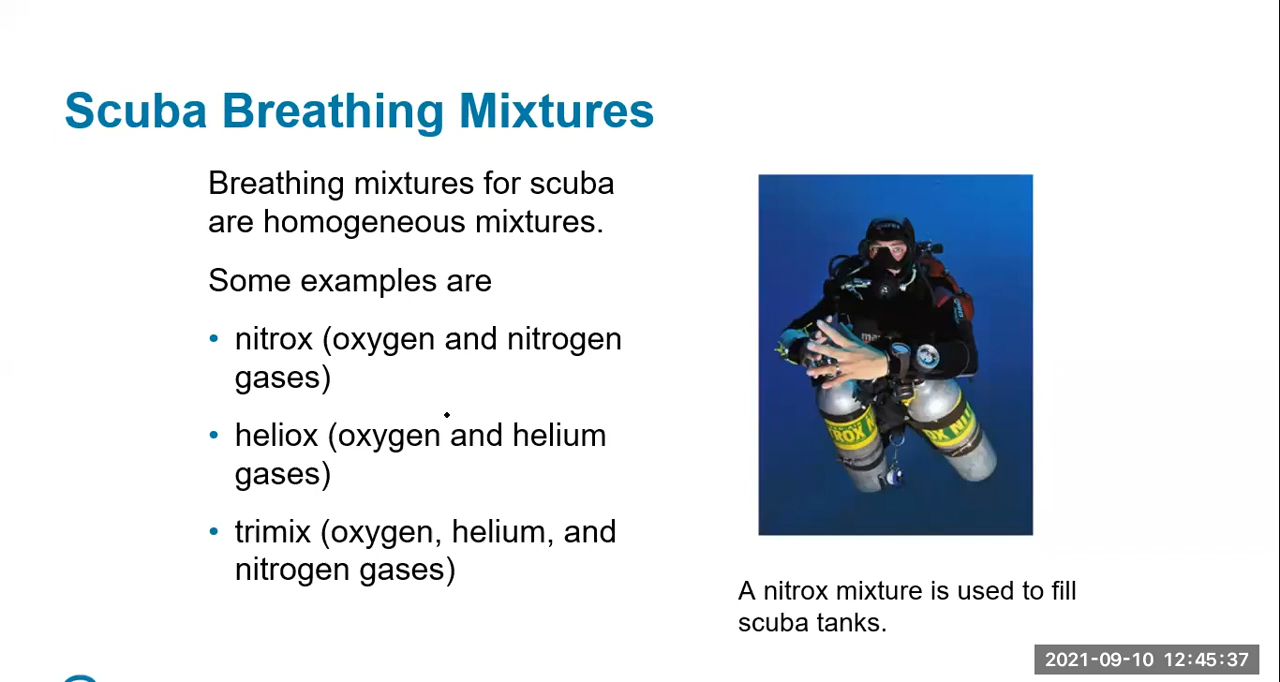 Scuba Breathing Mixtures
Breathing mixtures for scuba
are homogeneous mixtures.
Some examples are
• nitrox (oxygen and nitrogen
gases)
• heliox (oxygen and helium
gases)
• trimix (oxygen, helium, and
nitrogen gases)
A nitrox mixture is used to fill
scuba tanks.
2021-09-10 12:45:37